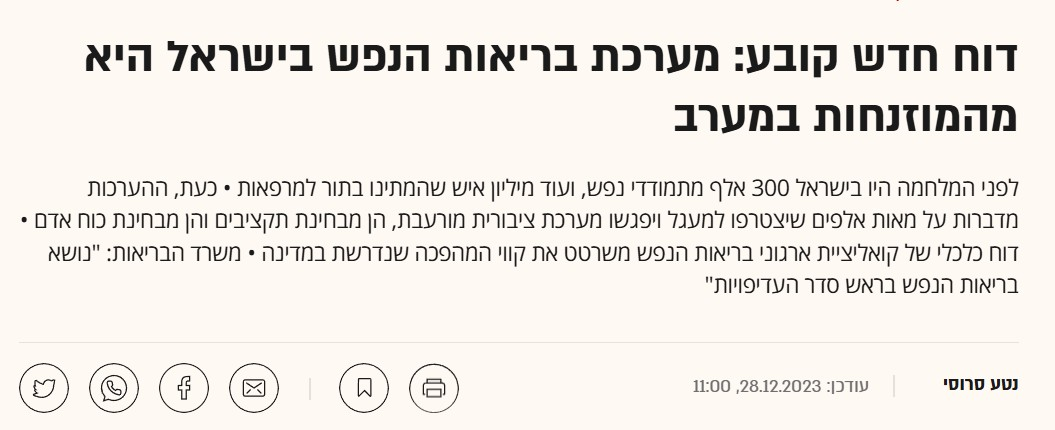 דוח חדש קובע: מערכת בריאות הנפש בישראל היא
מהמוזנחות במערב
לפני המלחמה היו בישראל 300 אלף מתמודדי נפש, ועוד מיליון איש שהמתינו בתור למרפאות • כעת, ההערכות
מדברות על מאות אלפים שיצטרפו למעגל ויפגשו מערכת ציבורית מורעבת, הן מבחינת תקציבים והן מבחינת כוח אדם •
דוח כלכלי של קואליציית ארגוני בריאות הנפש משרטט את קווי המהפכה שנדרשת במדינה • משרד הבריאות: "נושא
בריאות הנפש בראש סדר העדיפויות"
נטע סרוסי
עודכן: 28.12.2023, 11:00